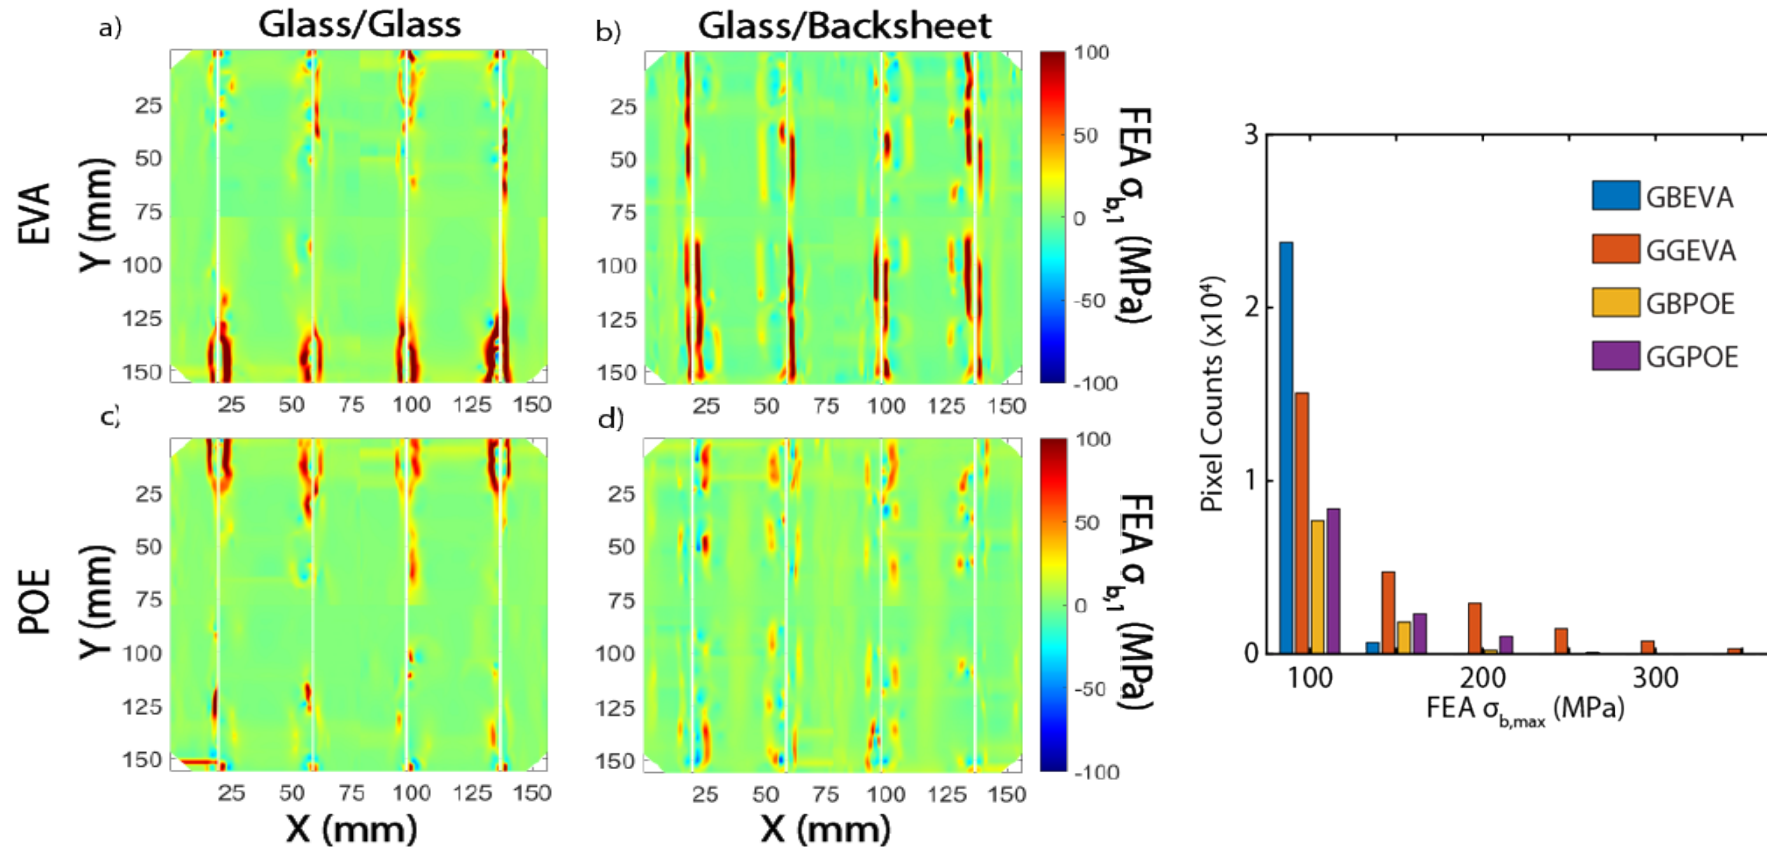 a)
Glass/Glass
b)
Glass/Backsheet
EVA
Y (mm)
25
50
75
100
125
150
25 50 75 100 125 150
25
50
75
100
125
150
25 50 75 100 125 150
100
50
0
-50
-100
FEA σb,1 (MPa)
c)
d)
POE
Y (mm)
25
50
75
100
125
150
25 50 75 100 125 150
X (mm)
25
50
75
100
125
150
25 50 75 100 125 150
X (mm)
100
50
0
-50
-100
FEA σb,1 (MPa)
3
2
1
0
Pixel Counts (x10⁴)
GBEVA
GGEVA
GBPOE
GGPOE
100 200 300
FEA σb,max (MPa)